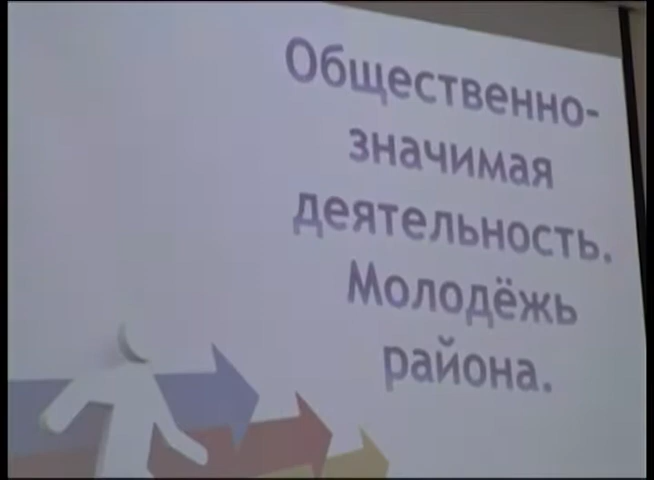 Общественно-
значимая
деятельность.
Молодёжь
района.